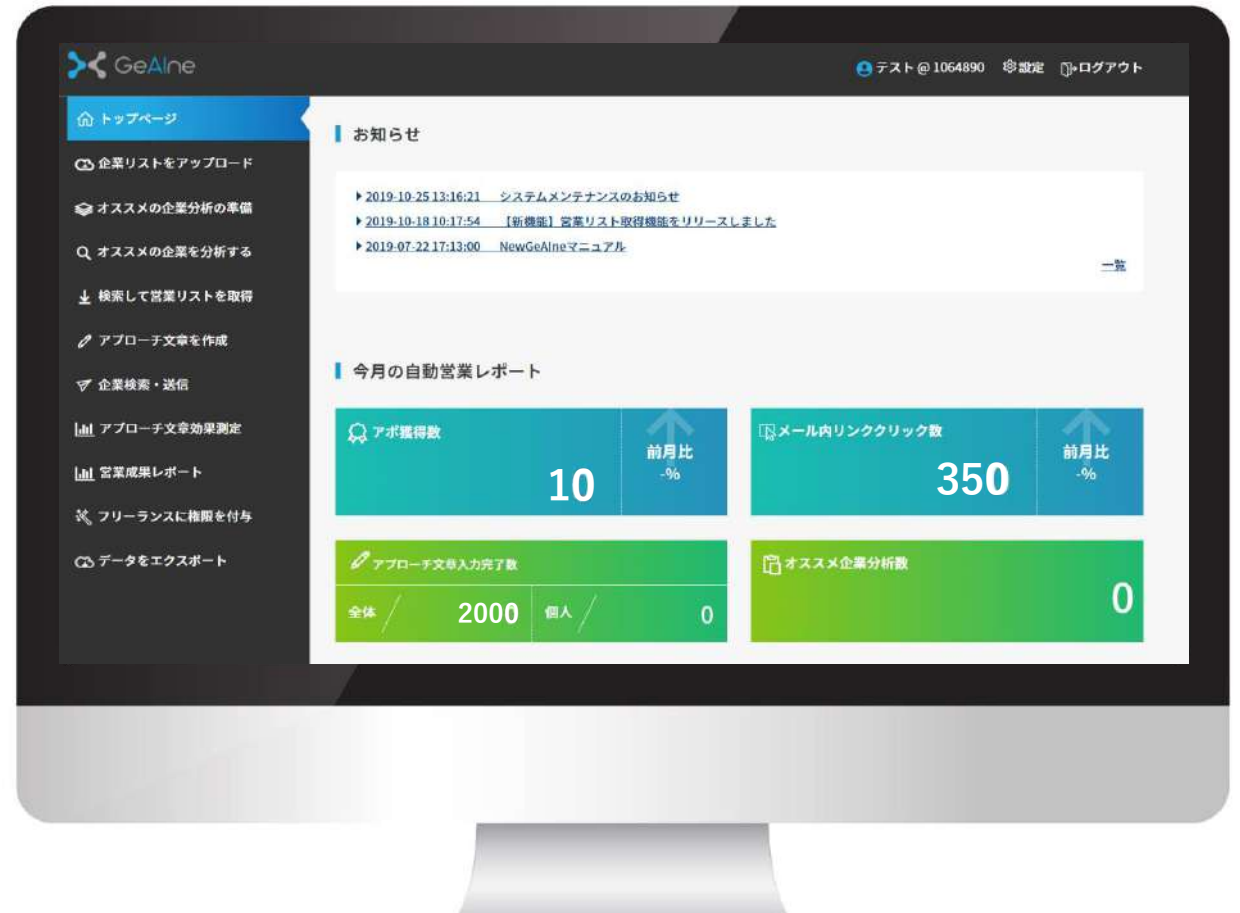 GeAIne
テスト@1064890 設定 ログアウト
トップページ
企業リストをアップロード
オススメの企業分析の準備
オススメの企業を分析する
検索して営業リストを取得
アプローチ文章を作成
企業検索・送信
アプローチ文章効果測定
営業成果レポート
フリーランスに権限を付与
データをエクスポート
お知らせ
2019-10-25 13:16:21 システムメンテナンスのお知らせ
2019-10-18 10:17:54 【新機能】営業リスト取得機能をリリースしました
2019-07-22 17:13:00 NewGeAIneマニュアル
一覧
今月の自動営業レポート
アポ獲得数
10
前月比
-%
メール内リンククリック数
350
前月比
-%
アプローチ文章入力完了数
全体 2000 個人 0
オススメ企業分析数
0